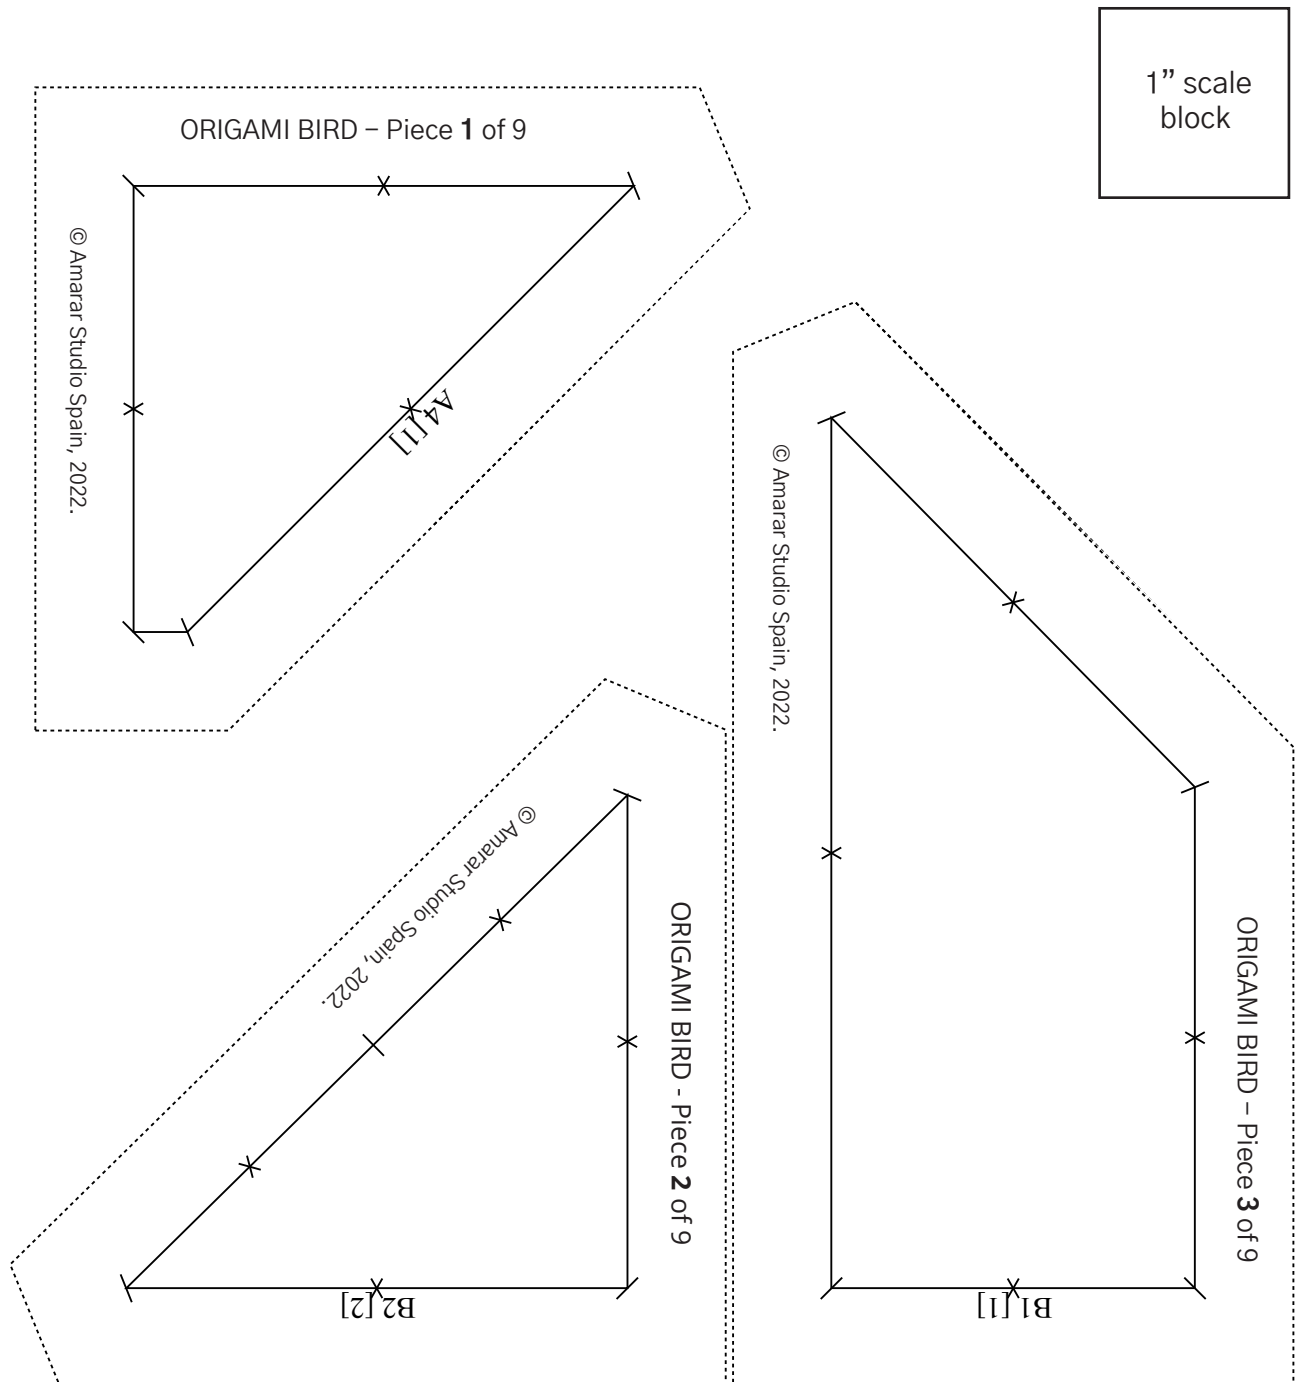 1” scale
block
ORIGAMI BIRD – Piece 1 of 9
© Amarar Studio Spain, 2022.
A4 [1]
© Amarar Studio Spain, 2022.
© Amarar Studio Spain, 2022.
ORIGAMI BIRD - Piece 2 of 9
ORIGAMI BIRD – Piece 3 of 9
B2 [2]
B1 [1]